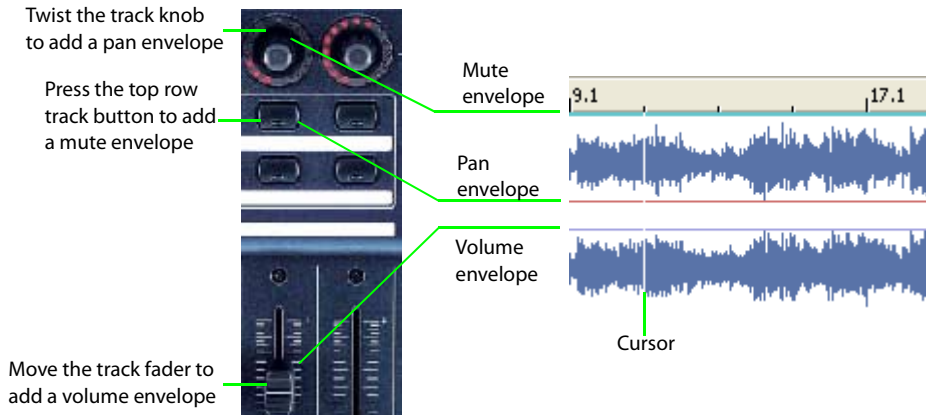 Twist the track knob
to add a pan envelope
Press the top row
track button to add
a mute envelope
Move the track fader to
add a volume envelope
Mute
envelope
Pan
envelope
Volume
envelope
9.1
17.1
Cursor